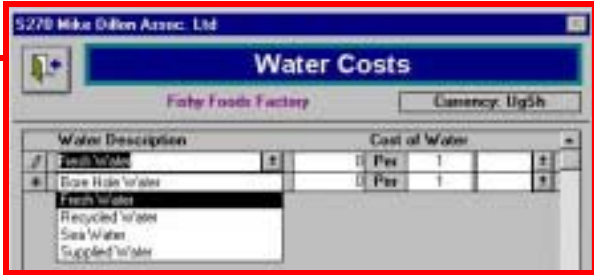 S270 Mike Dillon Assoc. Ltd
Water Costs
Fishy Foods Factory Currency: UgSh
Water Description Cost of Water
Fresh Water 0 Per 1
Bore Hole Water 0 Per 1
Fresh Water
Recycled Water
Sea Water
Supplied Water